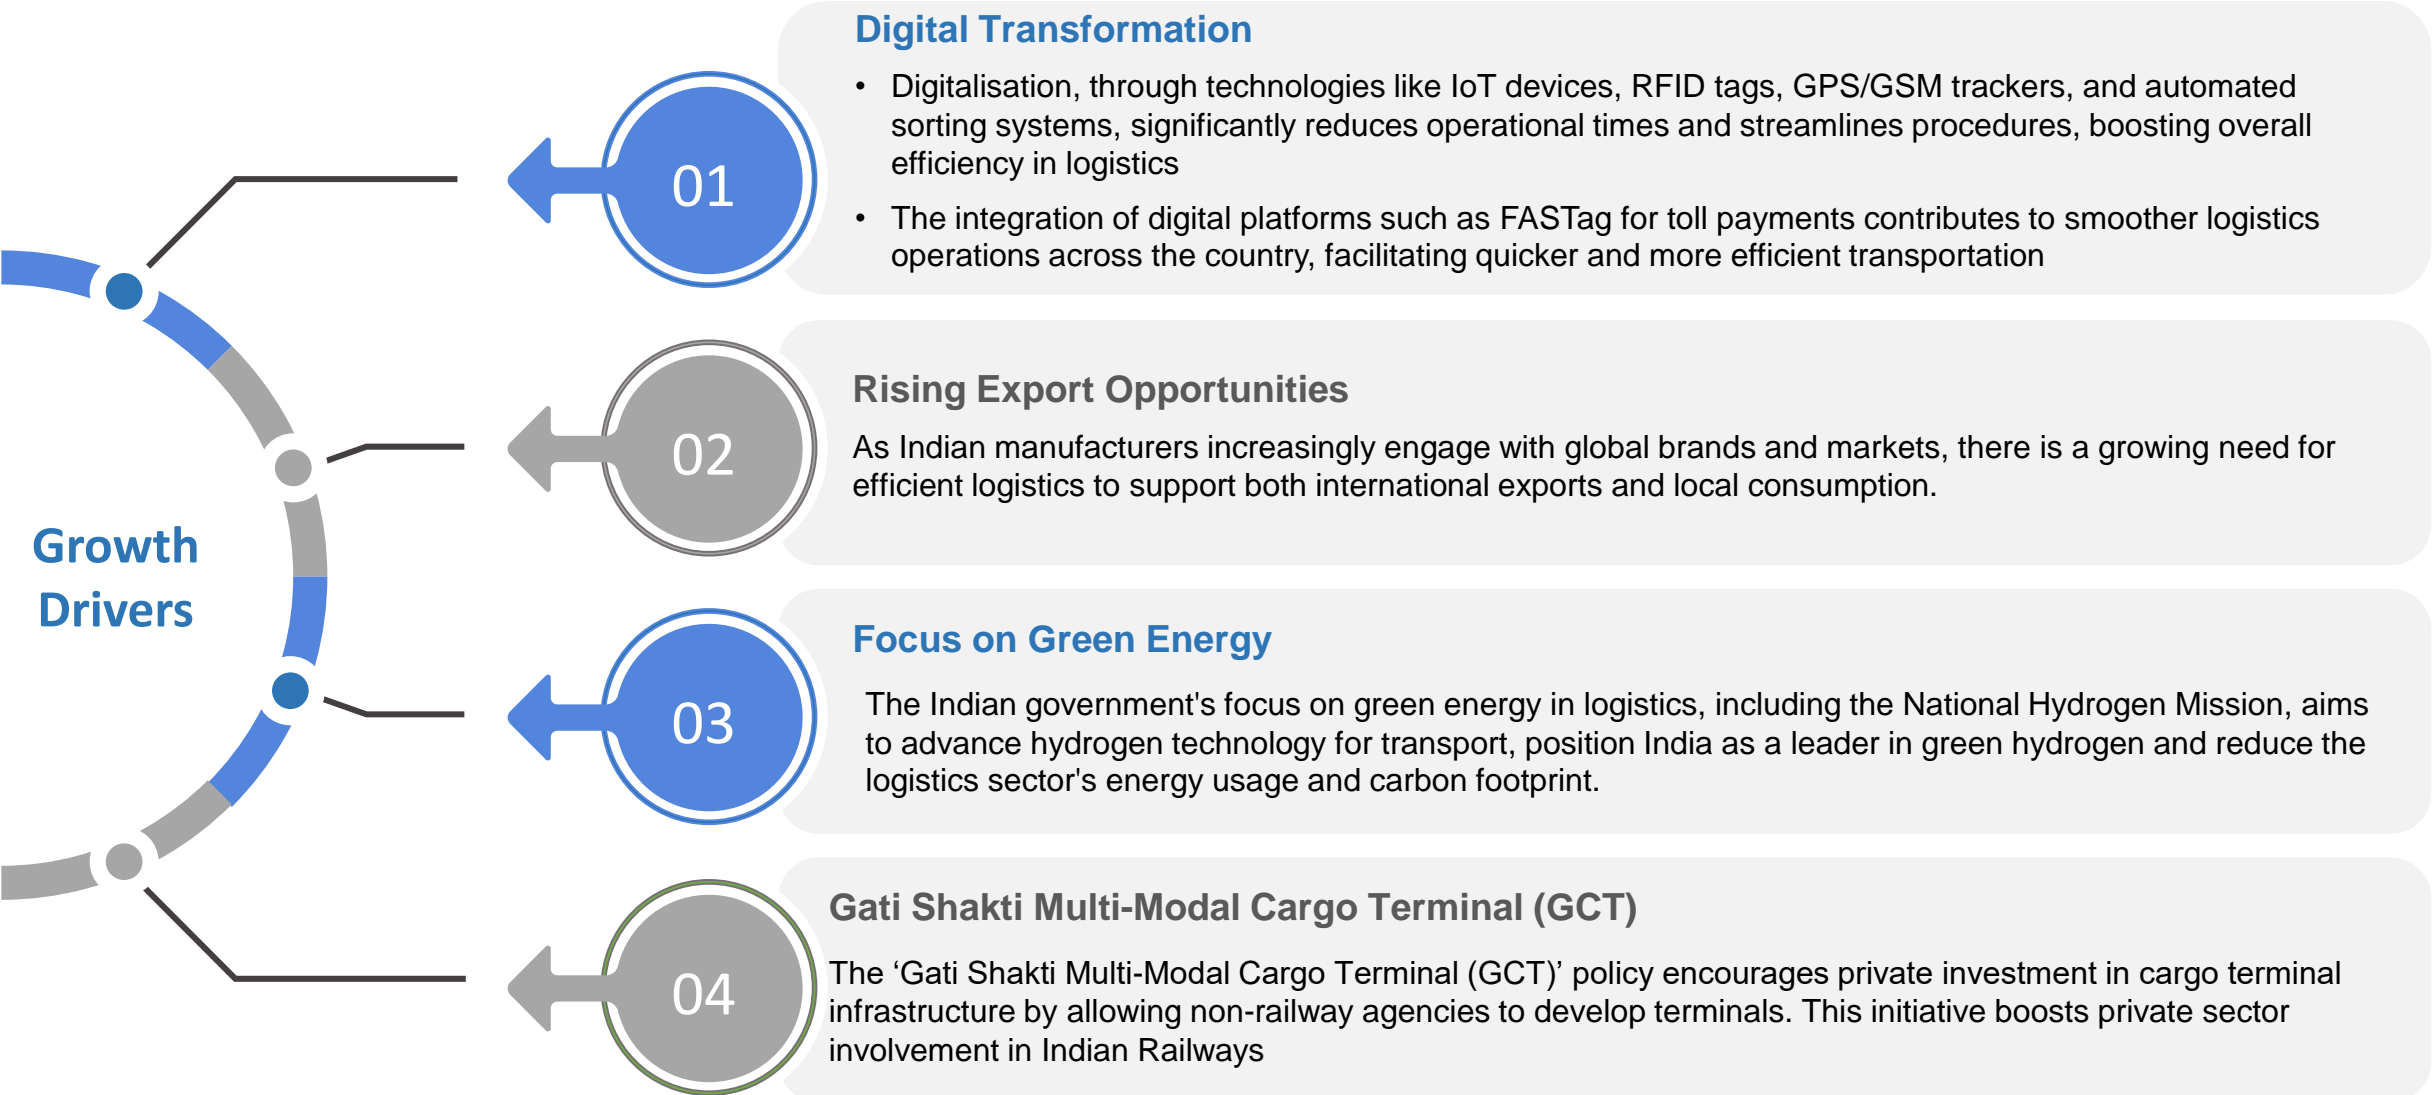 Growth
Drivers
01
Digital Transformation
• Digitalisation, through technologies like IoT devices, RFID tags, GPS/GSM trackers, and automated
sorting systems, significantly reduces operational times and streamlines procedures, boosting overall
efficiency in logistics
• The integration of digital platforms such as FASTag for toll payments contributes to smoother logistics
operations across the country, facilitating quicker and more efficient transportation
02
Rising Export Opportunities
As Indian manufacturers increasingly engage with global brands and markets, there is a growing need for
efficient logistics to support both international exports and local consumption.
03
Focus on Green Energy
The Indian government's focus on green energy in logistics, including the National Hydrogen Mission, aims
to advance hydrogen technology for transport, position India as a leader in green hydrogen and reduce the
logistics sector's energy usage and carbon footprint.
04
Gati Shakti Multi-Modal Cargo Terminal (GCT)
The ‘Gati Shakti Multi-Modal Cargo Terminal (GCT)’ policy encourages private investment in cargo terminal
infrastructure by allowing non-railway agencies to develop terminals. This initiative boosts private sector
involvement in Indian Railways